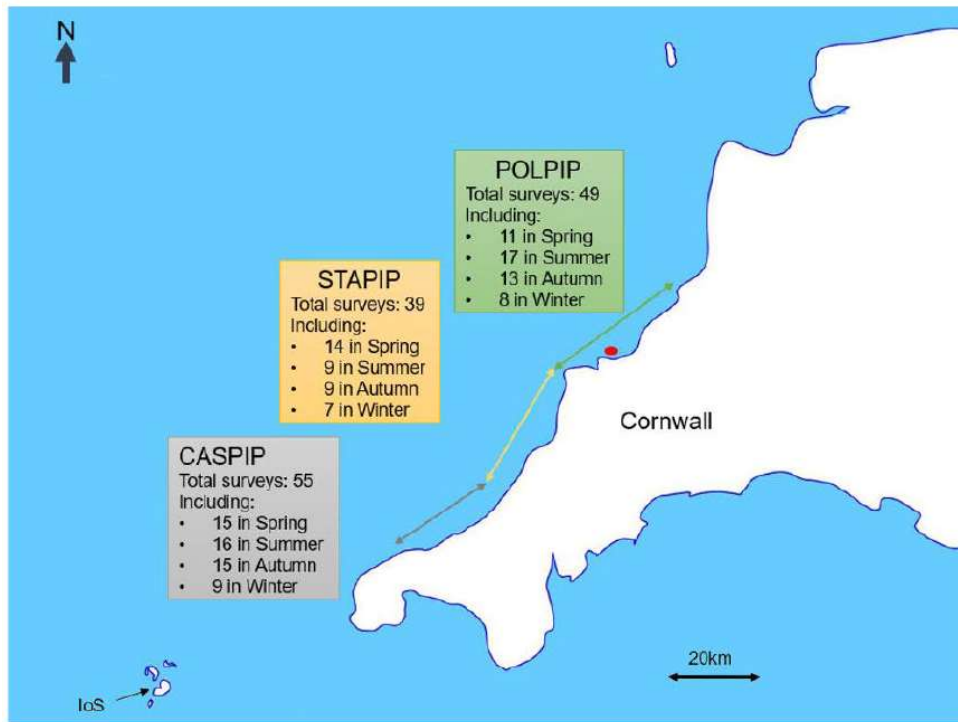 N
POLPIP
Total surveys: 49
Including:
• 11 in Spring
• 17 in Summer
• 13 in Autumn
• 8 in Winter
STAPIP
Total surveys: 39
Including:
• 14 in Spring
• 9 in Summer
• 9 in Autumn
• 7 in Winter
Cornwall
CASPIP
Total surveys: 55
Including:
• 15 in Spring
• 16 in Summer
• 15 in Autumn
• 9 in Winter
20km
IoS